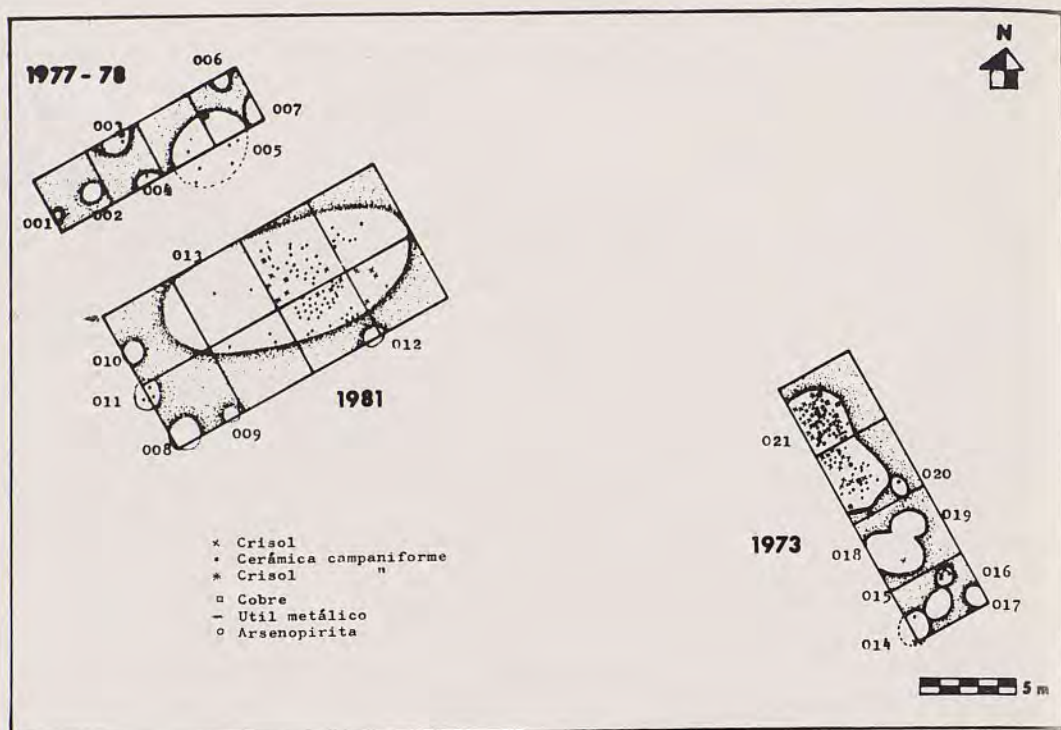 N
1977 - 78
006
007
003
005
004
002
001
013
012
010
011
1981
009
008
021
020
019
1973
018
016
015
017
014
x Crisol
• Cerámica campaniforme
* Crisol "
□ Cobre
— Util metálico
o Arsenopirita
5 m